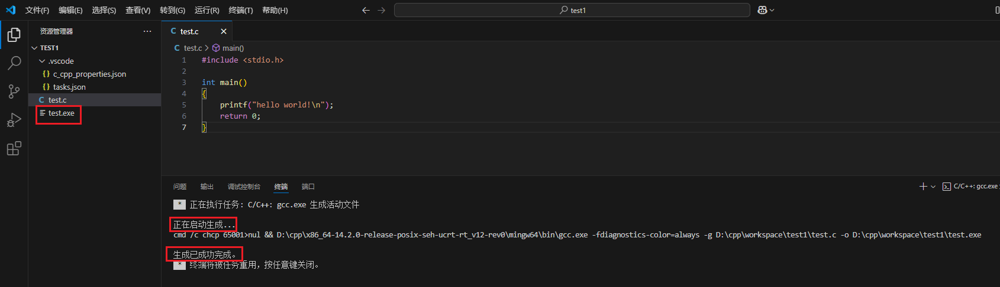 文件(F) 编辑(E) 选择(S) 查看(V) 转到(G) 运行(R) 终端(T) 帮助(H) test1
资源管理器
TEST1
.vscode
c_cpp_properties.json
tasks.json
test.c
test.exe
test.c
test.c > main()
1 #include <stdio.h>
2
3 int main()
4 {
5 printf("hello world!\n");
6 return 0;
7 }
问题 输出 调试控制台 终端 端口
C/C++: gcc.exe
* 正在执行任务: C/C++: gcc.exe 生成活动文件
正在启动生成...
cmd /c chcp 65001>nul && D:\cpp\x86_64-14.2.0-release-posix-seh-ucrt-rt_v12-rev0\mingw64\bin\gcc.exe -fdiagnostics-color=always -g D:\cpp\workspace\test1\test.c -o D:\cpp\workspace\test1\test.exe
生成已成功完成。
* 终端将被任务重用，按任意键关闭。